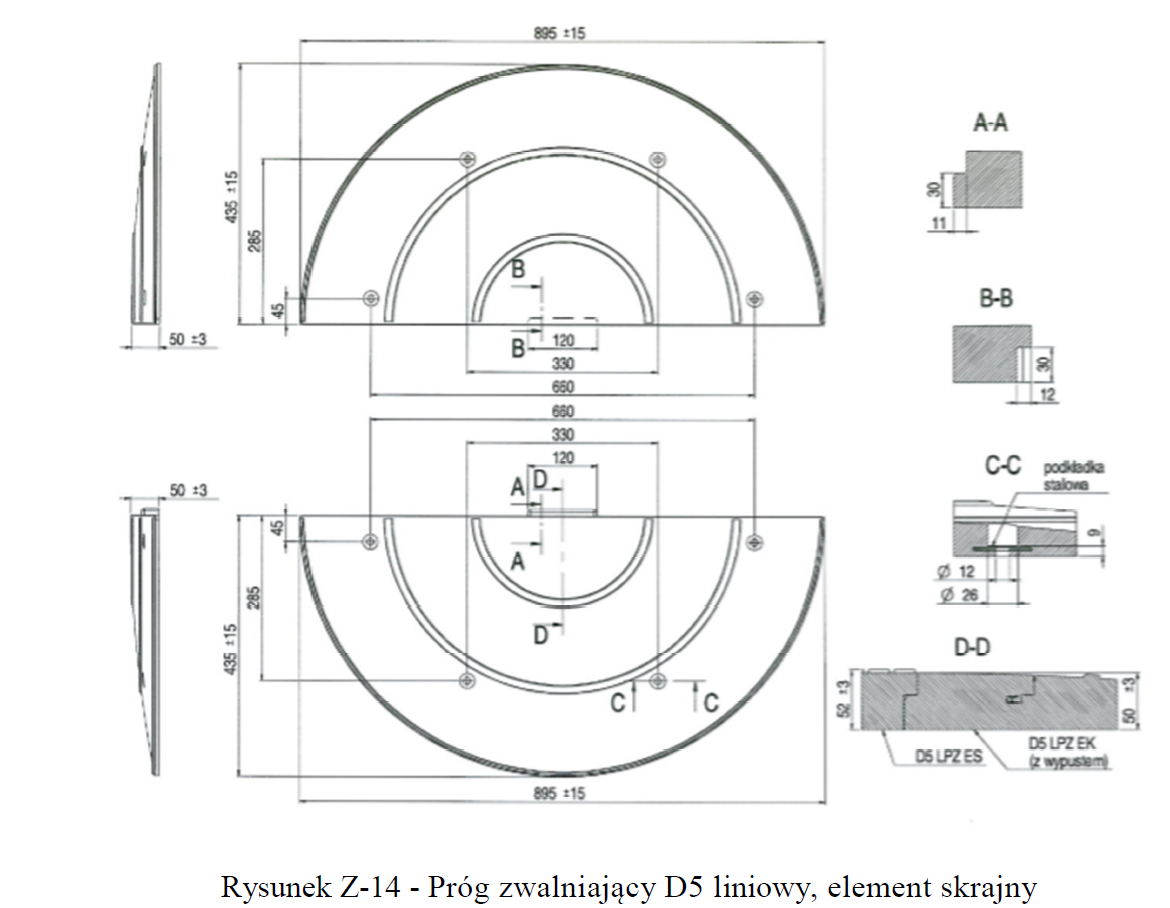 895 ±15
435 ±15
285
45
50 ±3
B
B
120
330
660
A-A
30
11
B-B
30
12
660
330
120
50 ±3
45
A
D
A
285
435 ±15
D
C
C
895 ±15
C-C
podkładka
stalowa
9
Ø 12
Ø 26
D-D
52 ±3
50 ±3
D5 LPZ ES
D5 LPZ EK
(z wypustem)
Rysunek Z-14 - Próg zwalniający D5 liniowy, element skrajny